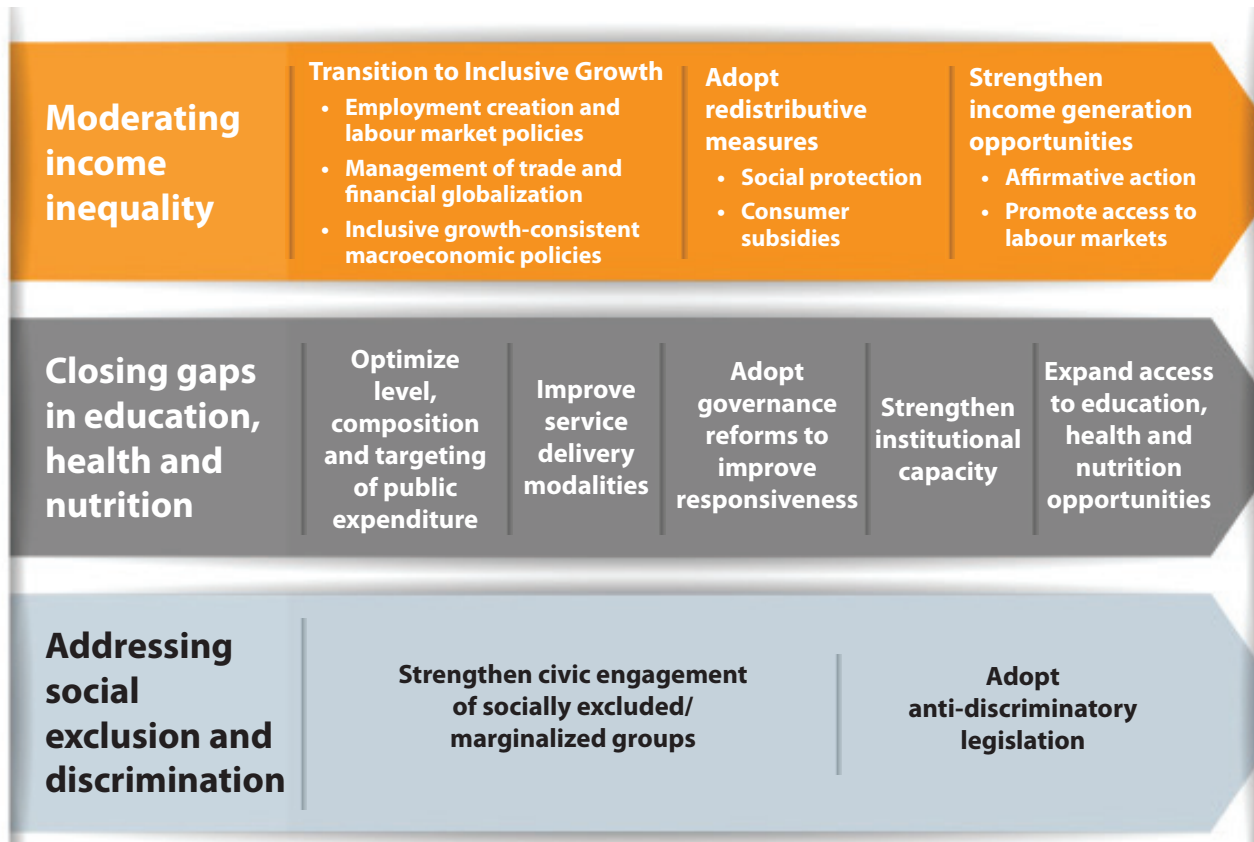 Moderating
income
inequality
Transition to Inclusive Growth
• Employment creation and
labour market policies
• Management of trade and
financial globalization
• Inclusive growth-consistent
macroeconomic policies
Adopt
redistributive
measures
• Social protection
• Consumer
subsidies
Strengthen
income generation
opportunities
• Affirmative action
• Promote access to
labour markets
Closing gaps
in education,
health and
nutrition
Optimize
level,
composition
and targeting
of public
expenditure
Improve
service
delivery
modalities
Adopt
governance
reforms to
improve
responsiveness
Strengthen
institutional
capacity
Expand access
to education,
health and
nutrition
opportunities
Addressing
social
exclusion and
discrimination
Strengthen civic engagement
of socially excluded/
marginalized groups
Adopt
anti-discriminatory
legislation